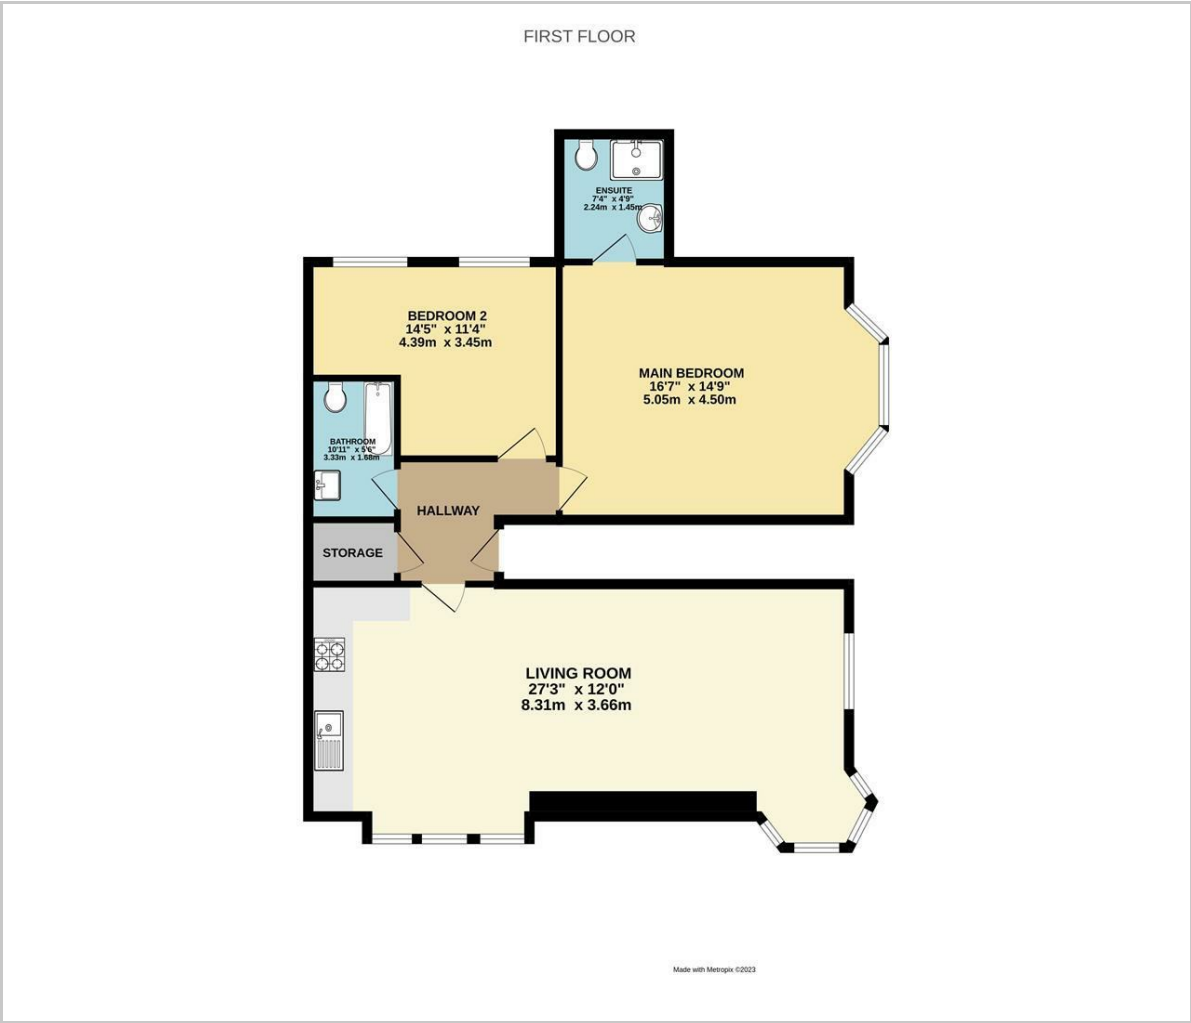 FIRST FLOOR
ENSUITE
7'4" x 4'9"
2.24m x 1.45m
BEDROOM 2
14'5" x 11'4"
4.39m x 3.45m
MAIN BEDROOM
16'7" x 14'9"
5.05m x 4.50m
BATHROOM
10'11" x 5'6"
3.33m x 1.68m
HALLWAY
STORAGE
LIVING ROOM
27'3" x 12'0"
8.31m x 3.66m
Made with Metropix ©2023